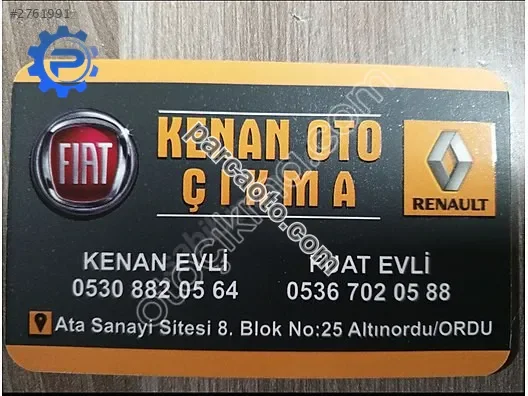 #2761991
FIAT
KENAN OTO
ÇIKMA
RENAULT
parcaoto.com
KENAN EVLİ
EVLİ
0530 882 05 64
0536 702 05 88
Ata Sanayi Sitesi 8. Blok No:25 Altınordu/ORDU